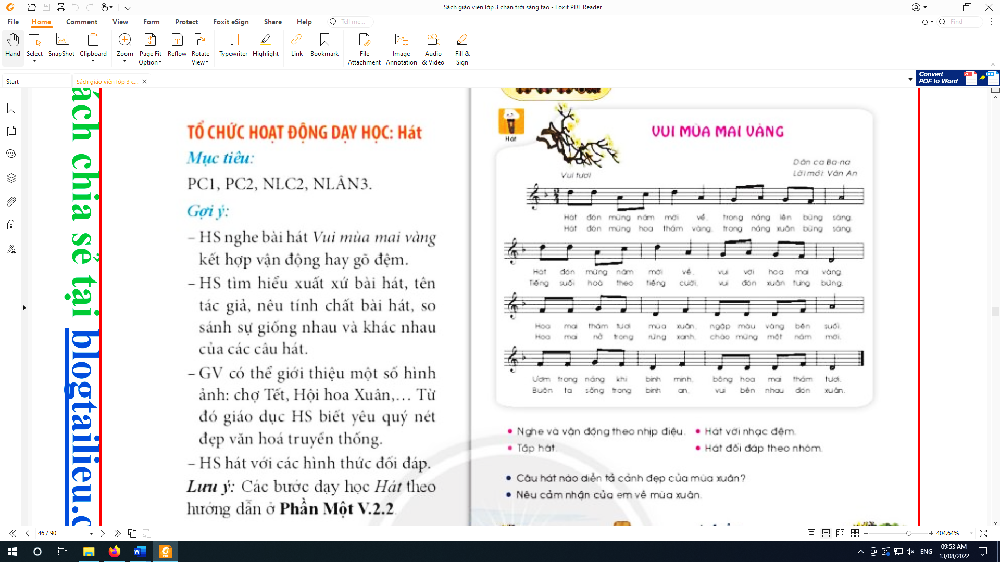 Sách giáo viên lớp 3 chân trời sáng tạo - Foxit PDF Reader
File Home Comment View Form Protect Foxit eSign Share Help Tell me... Find
Hand Select SnapShot Clipboard Zoom Page Fit Option Reflow Rotate View Typewriter Highlight Link Bookmark File Attachment Image Annotation Audio & Video Fill & Sign
Start Sách giáo viên lớp 3 c... Convert PDF to Word
ách chia sẻ tại blogtailieu.c
TỔ CHỨC HOẠT ĐỘNG DẠY HỌC: Hát
Mục tiêu:
PC1, PC2, NLC2, NLÂN3.
Gợi ý:
– HS nghe bài hát Vui mùa mai vàng
kết hợp vận động hay gõ đệm.
– HS tìm hiểu xuất xứ bài hát, tên
tác giả, nêu tính chất bài hát, so
sánh sự giống nhau và khác nhau
của các câu hát.
– GV có thể giới thiệu một số hình
ảnh: chợ Tết, Hội hoa Xuân,... Từ
đó giáo dục HS biết yêu quý nét
đẹp văn hoá truyền thống.
– HS hát với các hình thức đối đáp.
Lưu ý: Các bước dạy học Hát theo
hướng dẫn ở Phần Một V.2.2.
Hát
VUI MÙA MAI VÀNG
Dân ca Ba-na
Lời mới: Vân An
Vui tươi
2
4
Hát đón mừng năm mới về, trong nắng lên bừng sáng.
Hát đón mừng hoa thắm vàng, trong nắng xuân bừng sáng.
Hát đón mừng năm mới về, vui với hoa mai vàng.
Tiếng suối hoà theo tiếng cười, vui đón xuân tưng bừng.
Hoa mai thắm tươi mùa xuân, ngập màu vàng bên suối.
Hoa mai nở trong rừng xanh, chào mừng một năm mới.
Ươm trong nắng khi bình minh, bông hoa mai thắm tươi.
Buôn ta sống trong bình an, vui bên nhau đón xuân.
• Nghe và vận động theo nhịp điệu. • Hát với nhạc đệm.
• Tập hát. • Hát đối đáp theo nhóm.
• Câu hát nào diễn tả cảnh đẹp của mùa xuân?
• Nêu cảm nhận của em về mùa xuân.
46 / 90
404.64%
ENG
09:53 AM
13/08/2022